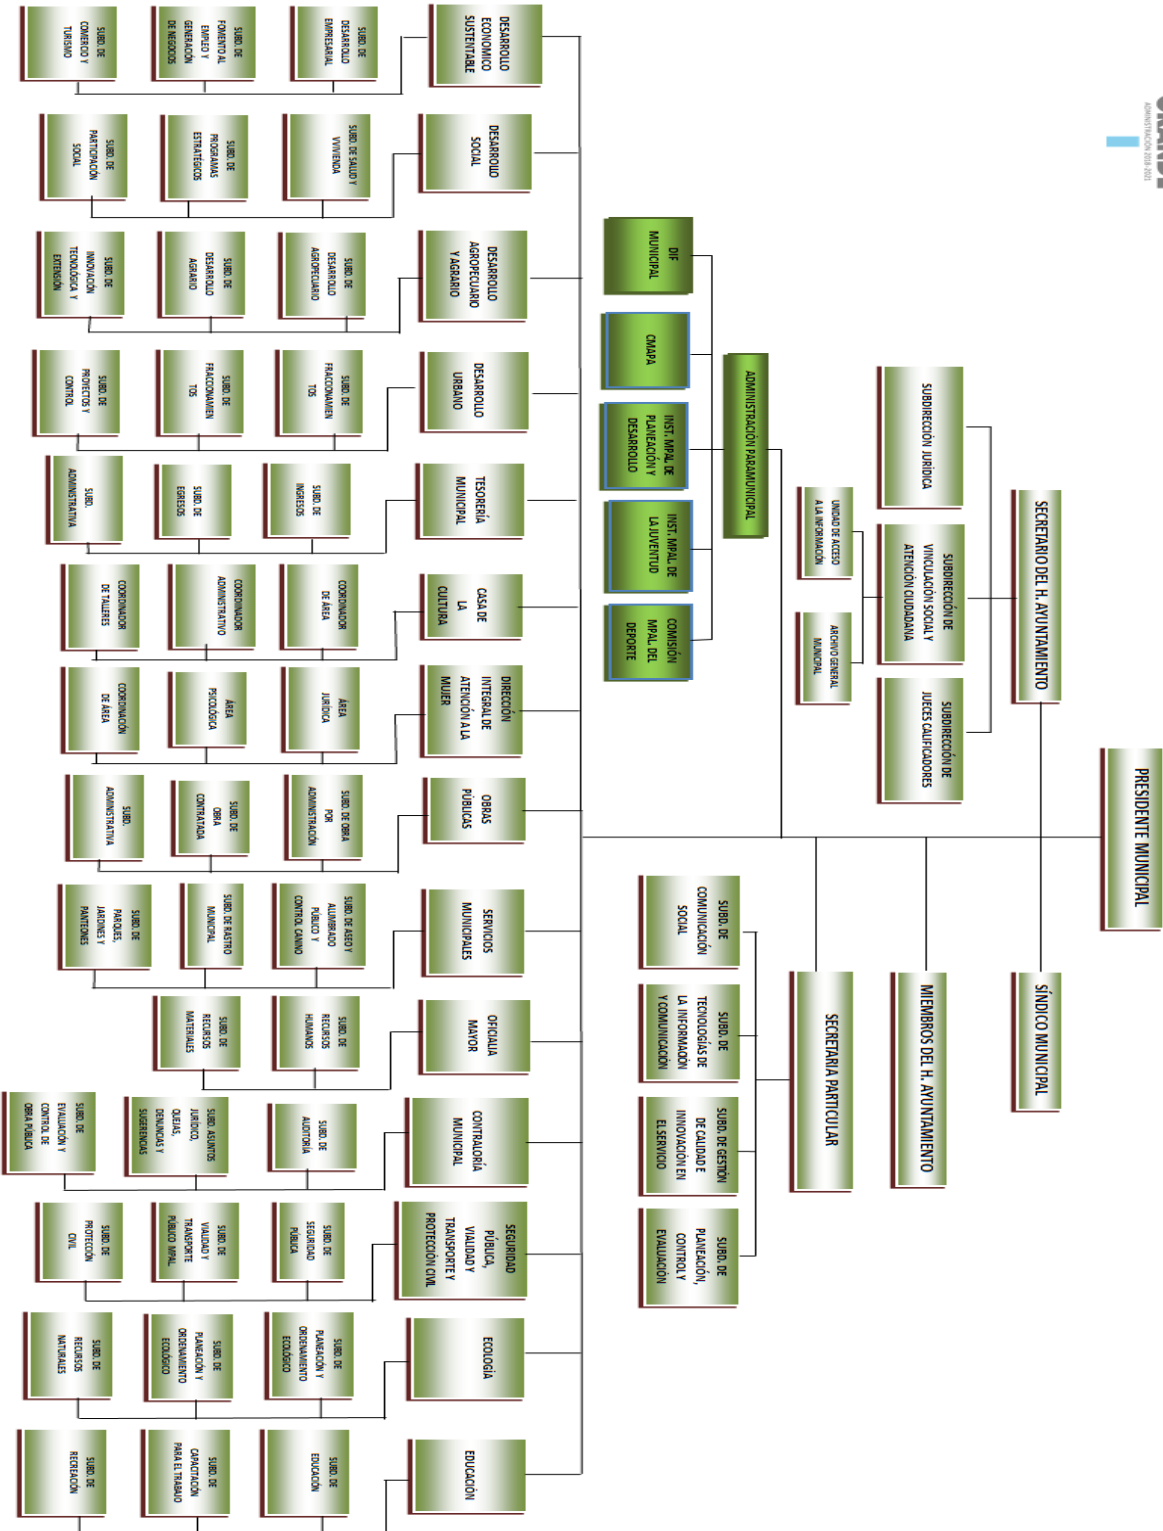 ADMINISTRACIÓN 2018-2021
PRESIDENTE MUNICIPAL
SECRETARIO DEL H. AYUNTAMIENTO
SÍNDICO MUNICIPAL
SUBDIRECCIÓN JURÍDICA
SUBDIRECCIÓN DE
VINCULACIÓN SOCIAL Y
ATENCIÓN CIUDADANA
SUBDIRECCIÓN DE
JUECES CALIFICADORES
MIEMBROS DEL H. AYUNTAMIENTO
UNIDAD DE ACCESO
A LA INFORMACIÓN
ARCHIVO GENERAL
MUNICIPAL
SECRETARIA PARTICULAR
ADMINISTRACIÓN PARAMUNICIPAL
SUBD. DE
COMUNICACIÓN
SOCIAL
SUBD. DE
TECNOLOGÍAS DE
LA INFORMACIÓN
Y COMUNICACIÓN
SUBD. DE GESTIÓN
DE CALIDAD E
INNOVACIÓN EN
EL SERVICIO
SUBD. DE
PLANEACIÓN,
CONTROL Y
EVALUACIÓN
DIF
MUNICIPAL
CMAPA
INST. MPAL DE
PLANEACIÓN Y
DESARROLLO
INST. MPAL. DE
LA JUVENTUD
COMISIÓN
MPAL. DEL
DEPORTE
DESARROLLO
ECONOMICO
SUSTENTABLE
DESARROLLO
SOCIAL
DESARROLLO
AGROPECUARIO
Y AGRARIO
DESARROLLO
URBANO
TESORERÍA
MUNICIPAL
CASA DE
LA
CULTURA
DIRECCIÓN
INTEGRAL DE
ATENCIÓN A LA
MUJER
OBRAS
PÚBLICAS
SERVICIOS
MUNICIPALES
OFICIALIA
MAYOR
CONTRALORÍA
MUNICIPAL
SEGURIDAD
PÚBLICA,
VIALIDAD Y
TRANSPORTE Y
PROTECCIÓN CIVIL
ECOLOGÍA
EDUCACIÓN
SUBD. DE
DESARROLLO
EMPRESARIAL
SUBD. DE SALUD Y
VVIVIENDA
SUBD. DE
DESARROLLO
AGROPECUARIO
SUBD. DE
FRACCIONAMIEN
TOS
SUBD. DE
INGRESOS
COORDINADOR
DE ÁREA
ÁREA
JURÍDICA
SUBD. DE OBRA
POR
ADMINISTRACIÓN
SUBD. DE ASEO Y
ALUMBRADO
PÚBLICO Y
CONTROL CANINO
SUBD. DE
RECURSOS
HUMANOS
SUBD. DE
AUDITORÍA
SUBD. DE
SEGURIDAD
PÚBLICA
SUBD. DE
PLANEACIÓN Y
ORDENAMIENTO
ECOLÓGICO
SUBD. DE
EDUCACIÓN
SUBD. DE
FOMENTO AL
EMPLEO Y
GENERACIÓN
DE NEGOCIOS
SUBD. DE
PROGRAMAS
ESTRATÉGICOS
SUBD. DE
DESARROLLO
AGRARIO
SUBD. DE
FRACCIONAMIEN
TOS
SUBD. DE
EGRESOS
COORDINADOR
ADMINISTRATIVO
ÁREA
PSICOLÓGICA
SUBD. DE
OBRA
CONTRATADA
SUBD. DE RASTRO
MUNICIPAL
SUBD. DE
RECURSOS
MATERIALES
SUBD. ASUNTOS
JURÍDICO,
QUEJAS,
DENUNCIAS Y
SUGERENCIAS
SUBD. DE
VIALIDAD Y
TRANSPORTE
PÚBLICO MPAL.
SUBD. DE
PLANEACIÓN Y
ORDENAMIENTO
ECOLÓGICO
SUBD. DE
CAPACITACIÓN
PARA EL TRABAJO
SUBD. DE
COMERCIO Y
TURISMO
SUBD. DE
PARTICIPACIÓN
SOCIAL
SUBD. DE
INNOVACIÓN
TECNOLÓGICA Y
EXTENSIÓN
SUBD. DE
PROYECTOS Y
CONTROL
SUBD.
ADMINISTRATIVA
COORDINADOR
DE TALLERES
COORDINACIÓN
DE ÁREA
SUBD.
ADMINISTRATIVA
SUBD. DE
PARQUES,
JARDINES Y
PANTEONES
SUBD. DE
EVALUACIÓN Y
CONTROL DE
OBRA PÚBLICA
SUBD. DE
PROTECCIÓN
CIVIL
SUBD. DE
RECURSOS
NATURALES
SUBD. DE
RECREACIÓN